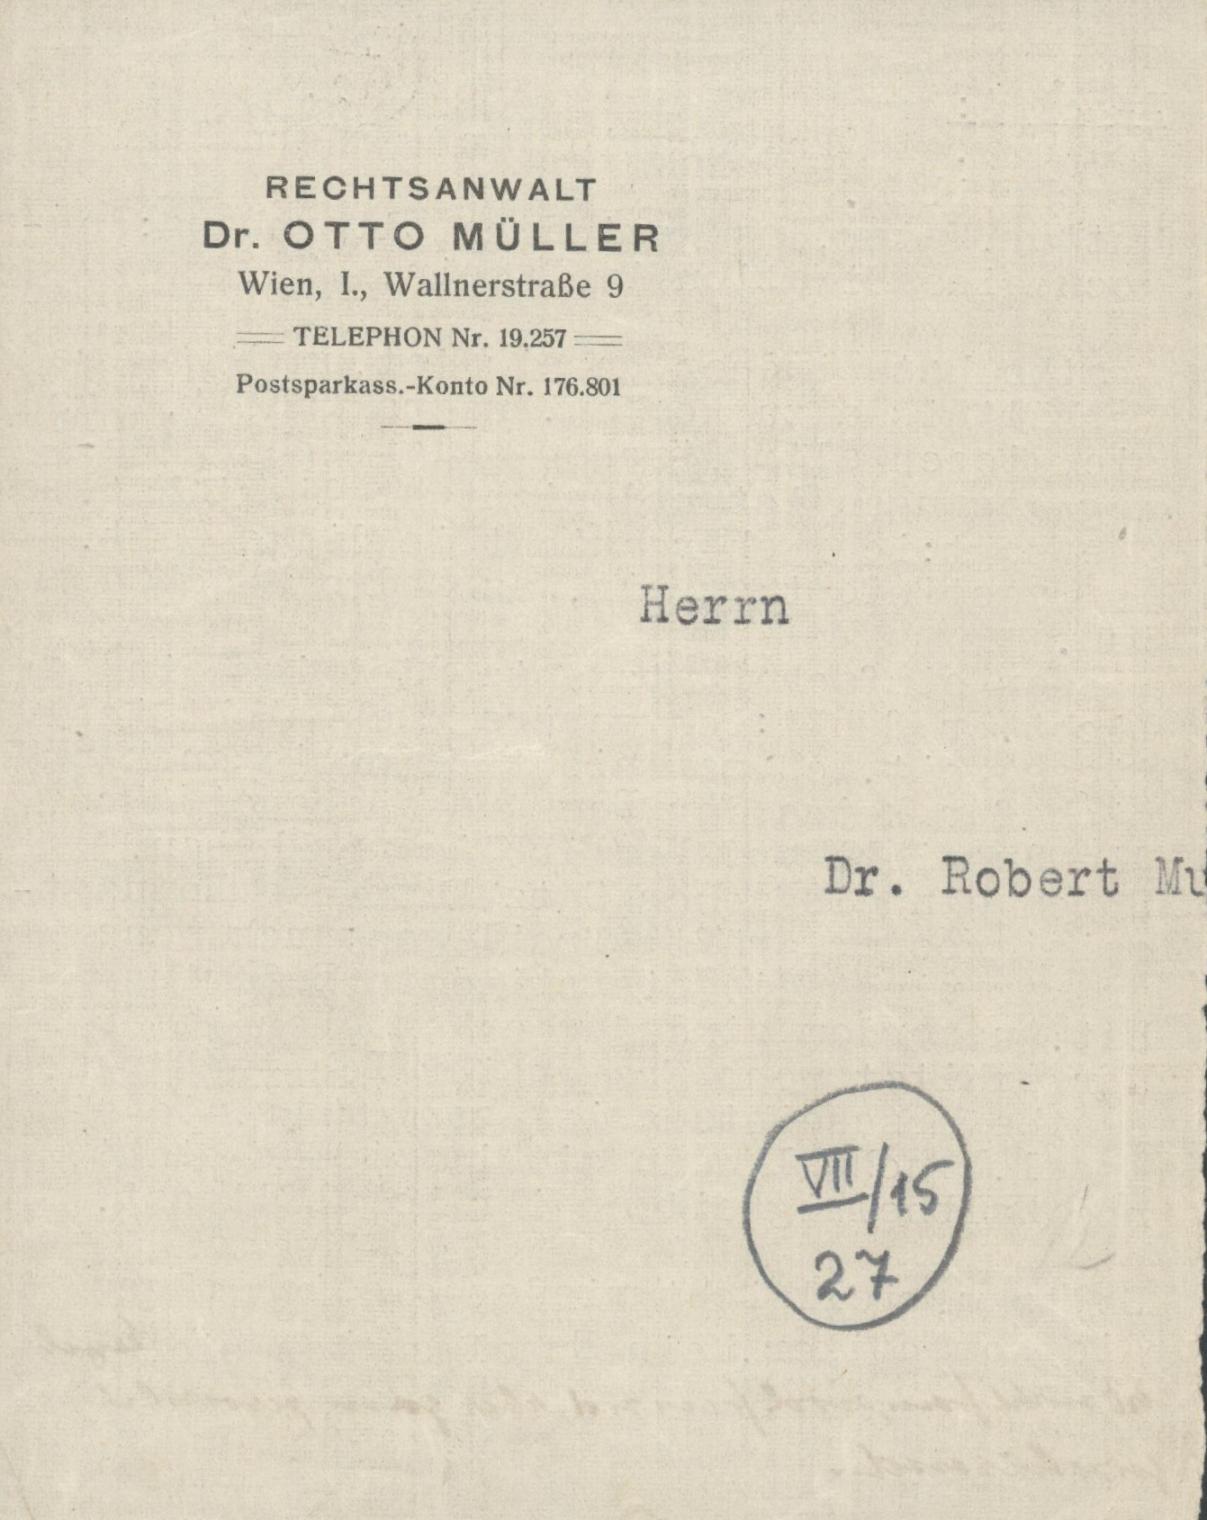 RECHTSANWALT
Dr. OTTO MÜLLER
Wien, I., Wallnerstraße 9
TELEPHON Nr. 19.257
Postsparkass.-Konto Nr. 176.801
Herrn
Dr. Robert Mu
VII/15
27